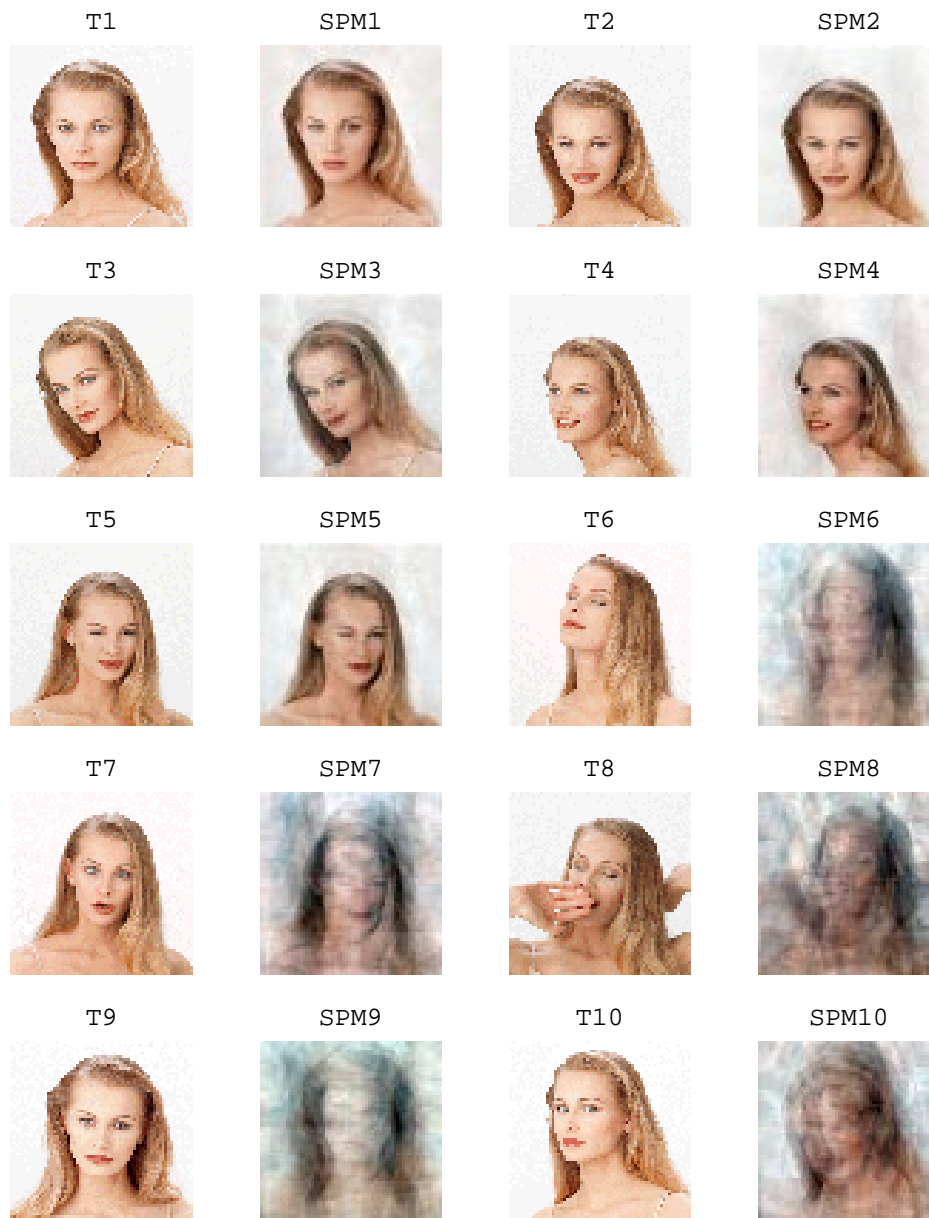 T1 SPM1 T2 SPM2
T3 SPM3 T4 SPM4
T5 SPM5 T6 SPM6
T7 SPM7 T8 SPM8
T9 SPM9 T10 SPM10